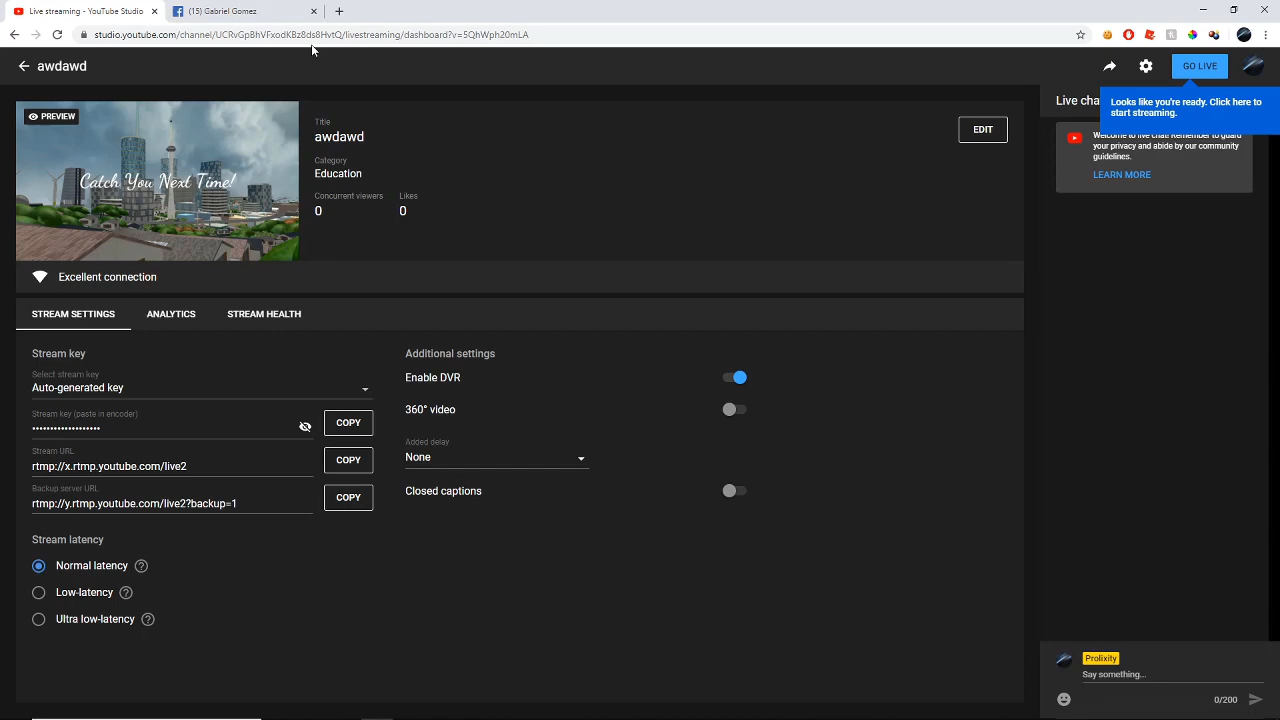 Live streaming - YouTube Studio
(15) Gabriel Gomez
studio.youtube.com/channel/UCRvGpBhVFxodKBz8ds8HvtQ/livestreaming/dashboard?v=5QhWph20mLA
awdawd
GO LIVE
Looks like you're ready. Click here to
start streaming.
PREVIEW
Catch You Next Time!
Title
awdawd
Category
Education
Concurrent viewers
Likes
0
0
EDIT
Live cha
Welcome to live chat! Remember to guard
your privacy and abide by our community
guidelines.
LEARN MORE
Excellent connection
STREAM SETTINGS
ANALYTICS
STREAM HEALTH
Stream key
Select stream key
Auto-generated key
Stream key (paste in encoder)
••••••••••••••••••
COPY
Stream URL
rtmp://x.rtmp.youtube.com/live2
COPY
Backup server URL
rtmp://y.rtmp.youtube.com/live2?backup=1
COPY
Stream latency
Normal latency
Low-latency
Ultra low-latency
Additional settings
Enable DVR
360° video
Added delay
None
Closed captions
Prolixity
Say something...
0/200